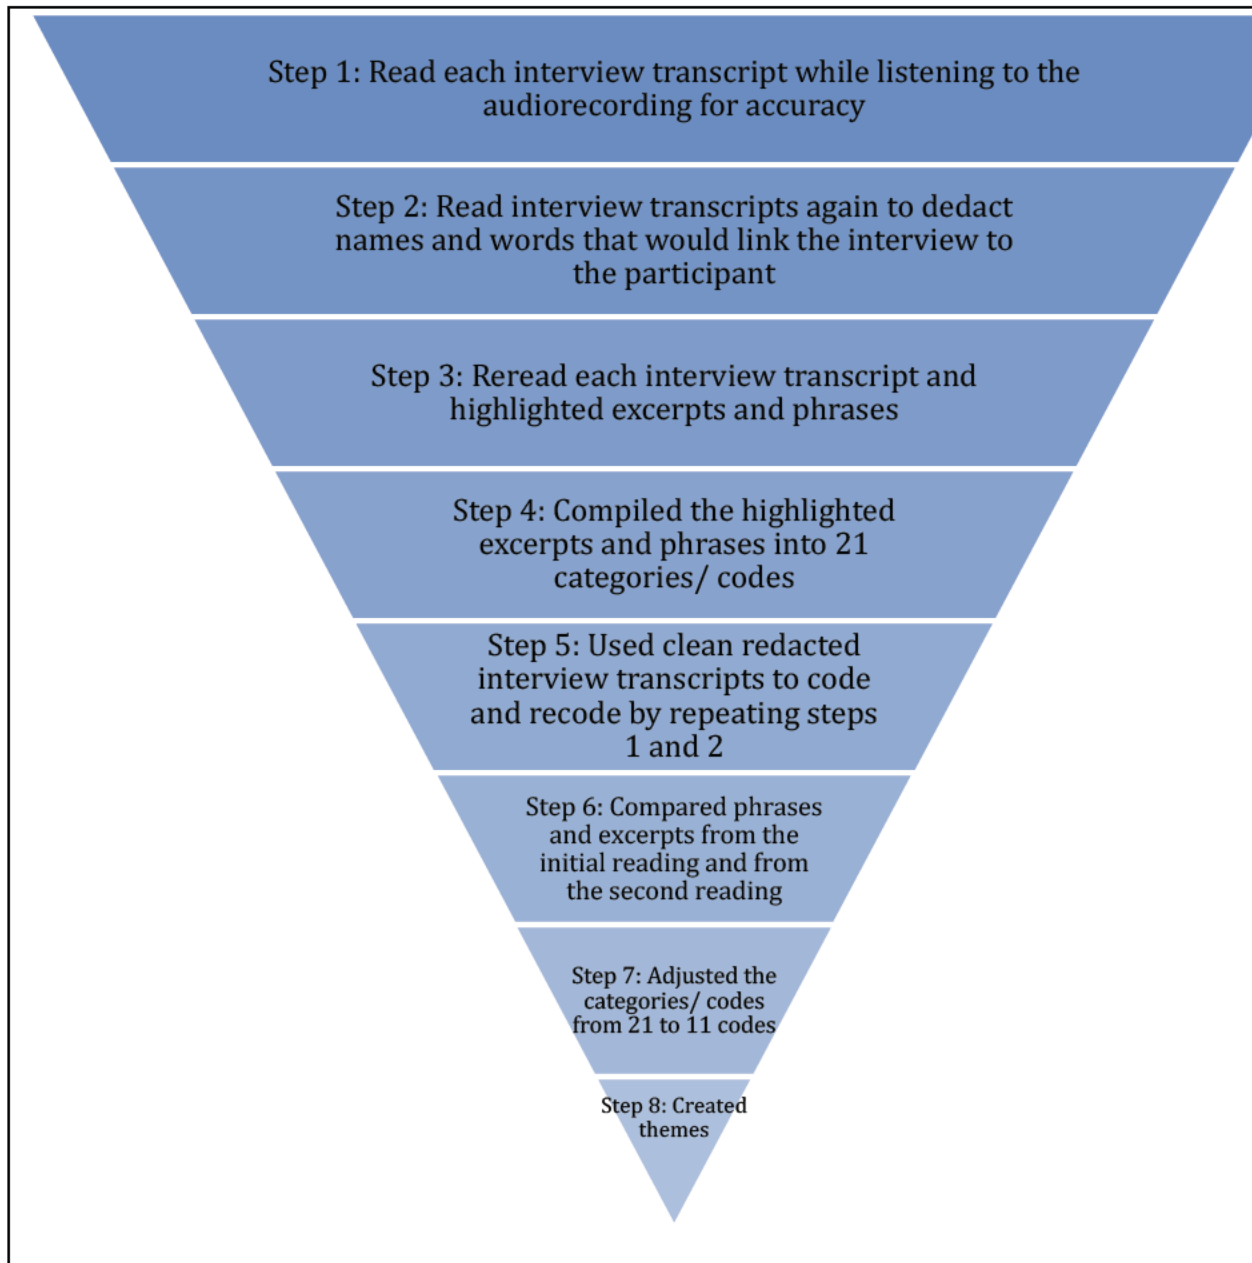 Step 1: Read each interview transcript while listening to the
audiorecording for accuracy
Step 2: Read interview transcripts again to dedact
names and words that would link the interview to
the participant
Step 3: Reread each interview transcript and
highlighted excerpts and phrases
Step 4: Compiled the highlighted
excerpts and phrases into 21
categories/ codes
Step 5: Used clean redacted
interview transcripts to code
and recode by repeating steps
1 and 2
Step 6: Compared phrases
and excerpts from the
initial reading and from
the second reading
Step 7: Adjusted the
categories/ codes
from 21 to 11 codes
Step 8: Created
themes